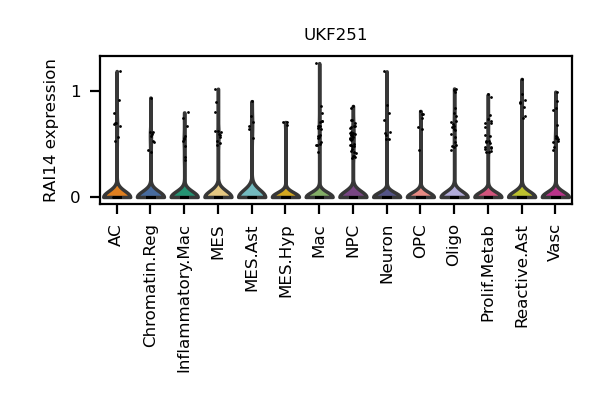 UKF251
RAI14 expression
1
0
AC
Chromatin.Reg
Inflammatory.Mac
MES
MES.Ast
MES.Hyp
Mac
NPC
Neuron
OPC
Oligo
Prolif.Metab
Reactive.Ast
Vasc